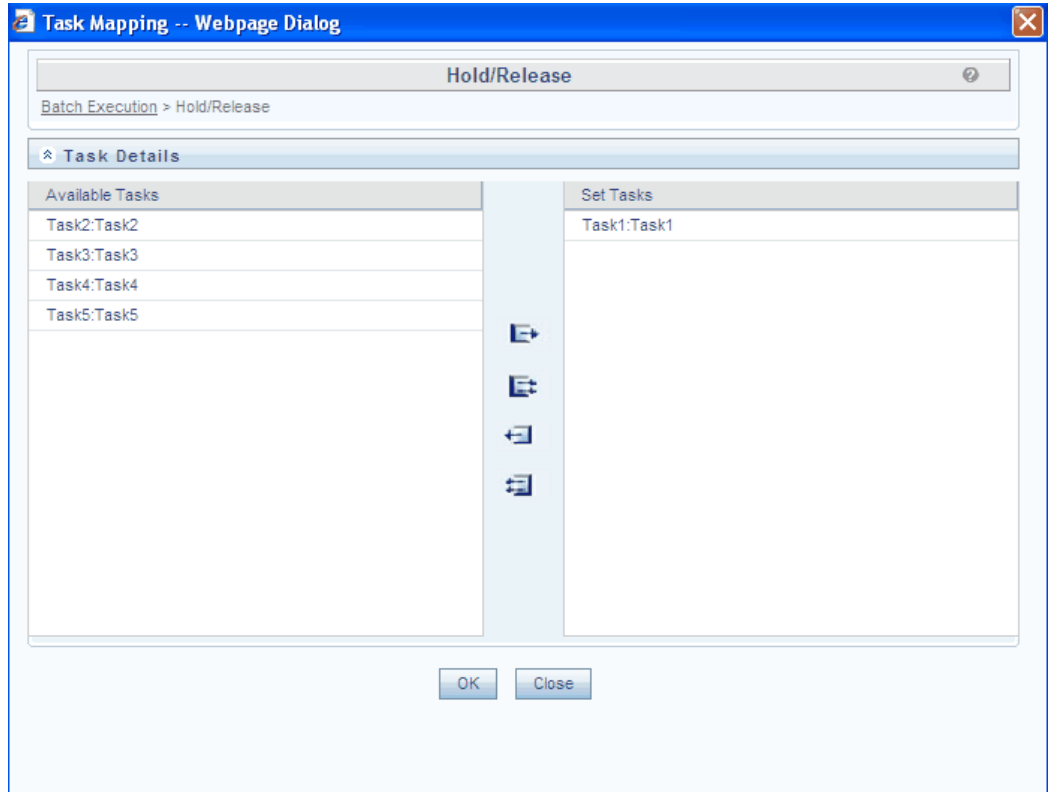 Task Mapping -- Webpage Dialog
Hold/Release
Batch Execution > Hold/Release
Task Details
Available Tasks
Task2:Task2
Task3:Task3
Task4:Task4
Task5:Task5
Set Tasks
Task1:Task1
OK
Close